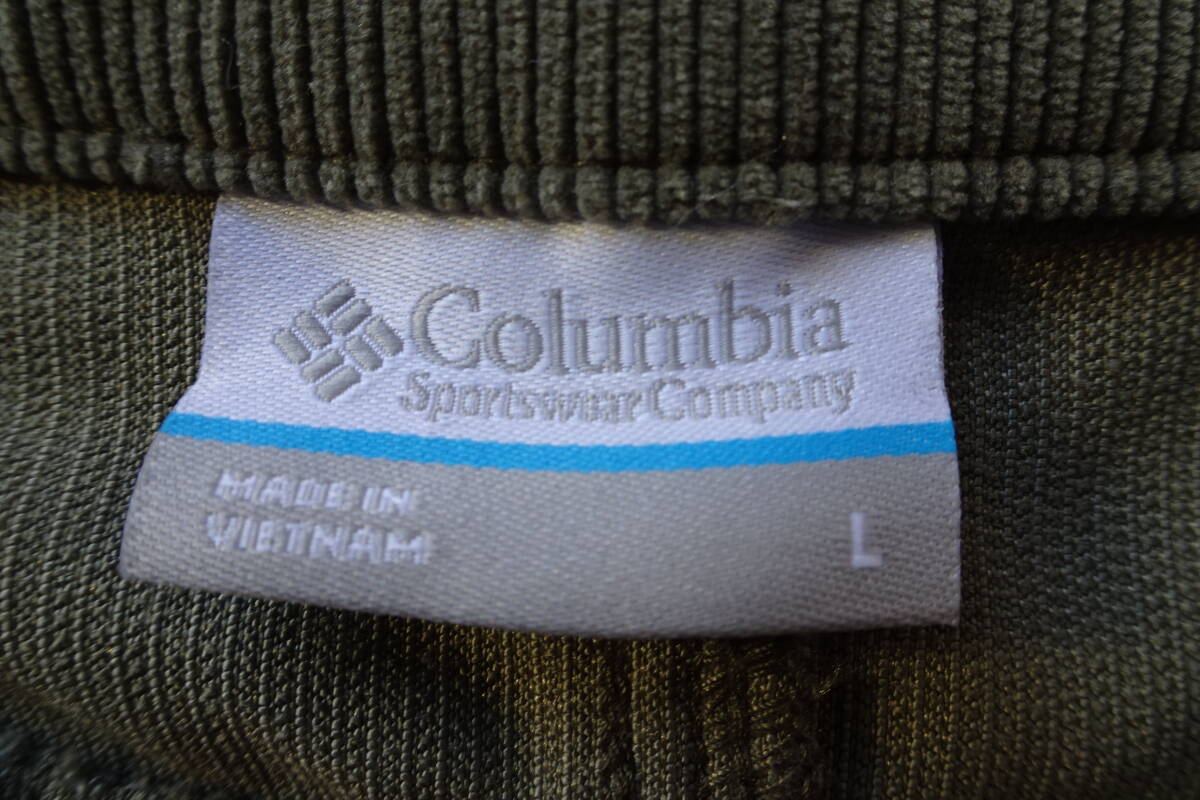 Columbia
Sportswear Company
MADE IN
VIETNAM
L